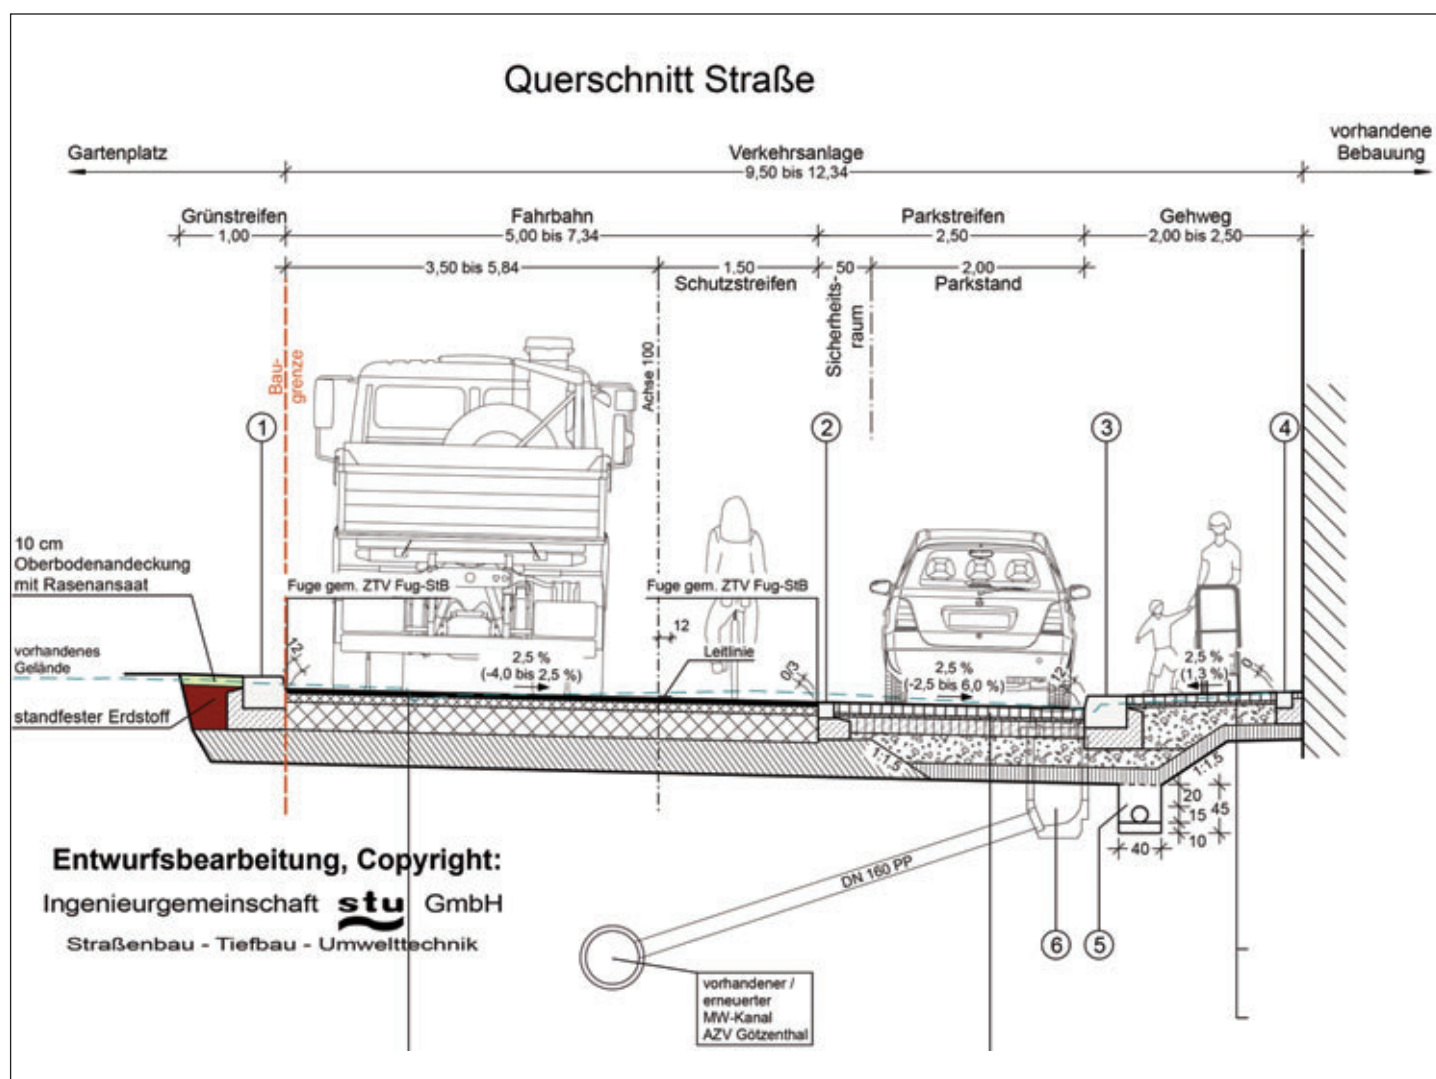 Querschnitt Straße
Gartenplatz
Verkehrsanlage
9,50 bis 12,34
vorhandene
Bebauung
Grünstreifen
1,00
Fahrbahn
5,00 bis 7,34
Parkstreifen
2,50
Gehweg
2,00 bis 2,50
3,50 bis 5,84
1.50
Schutzstreifen
50
Sicherheits-
raum
2,00
Parkstand
Bau-
grenze
Achse 100
1
2
3
4
10 cm
Oberbodenandeckung
mit Rasenansaat
Fuge gem. ZTV Fug-StB
Fuge gem. ZTV Fug-StB
12
12
Leitlinie
vorhandenes
Gelände
2,5 %
(-4,0 bis 2,5 %)
0/3
2,5 %
(-2,5 bis 6,0 %)
12
2,5 %
(1,3 %)
0
standfester Erdstoff
1:1,5
1:1,5
20
15
10
45
40
DN 160 PP
6
5
Entwurfsbearbeitung, Copyright:
Ingenieurgemeinschaft stu GmbH
Straßenbau - Tiefbau - Umwelttechnik
vorhandener /
erneuerter
MW-Kanal
AZV Götzenthal